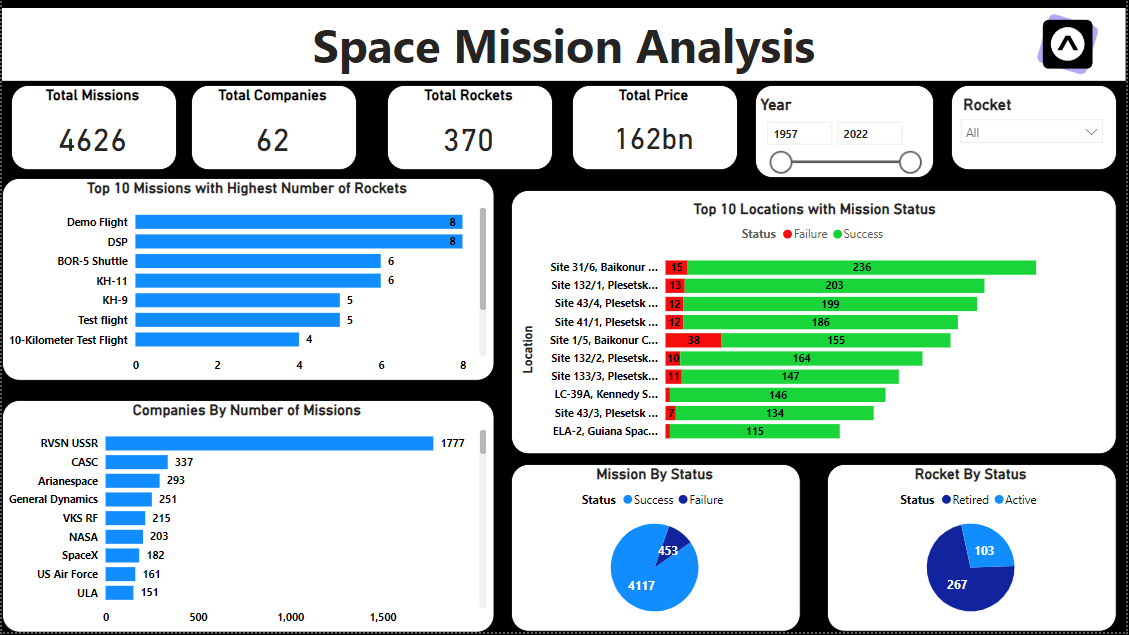 Space Mission Analysis
Total Missions
4626
Total Companies
62
Total Rockets
370
Total Price
162bn
Year
1957 2022
Rocket
All
Top 10 Missions with Highest Number of Rockets
Demo Flight 8
DSP 8
BOR-5 Shuttle 6
KH-11 6
KH-9 5
Test flight 5
10-Kilometer Test Flight 4
0 2 4 6 8
Top 10 Locations with Mission Status
Status Failure Success
Location
Site 31/6, Baikonur ... 15 236
Site 132/1, Plesetsk... 13 203
Site 43/4, Plesetsk ... 12 199
Site 41/1, Plesetsk ... 12 186
Site 1/5, Baikonur C... 38 155
Site 132/2, Plesetsk... 10 164
Site 133/3, Plesetsk... 11 147
LC-39A, Kennedy S... 146
Site 43/3, Plesetsk ... 7 134
ELA-2, Guiana Spac... 115
Companies By Number of Missions
RVSN USSR 1777
CASC 337
Arianespace 293
General Dynamics 251
VKS RF 215
NASA 203
SpaceX 182
US Air Force 161
ULA 151
0 500 1,000 1,500
Mission By Status
Status Success Failure
453
4117
Rocket By Status
Status Retired Active
103
267